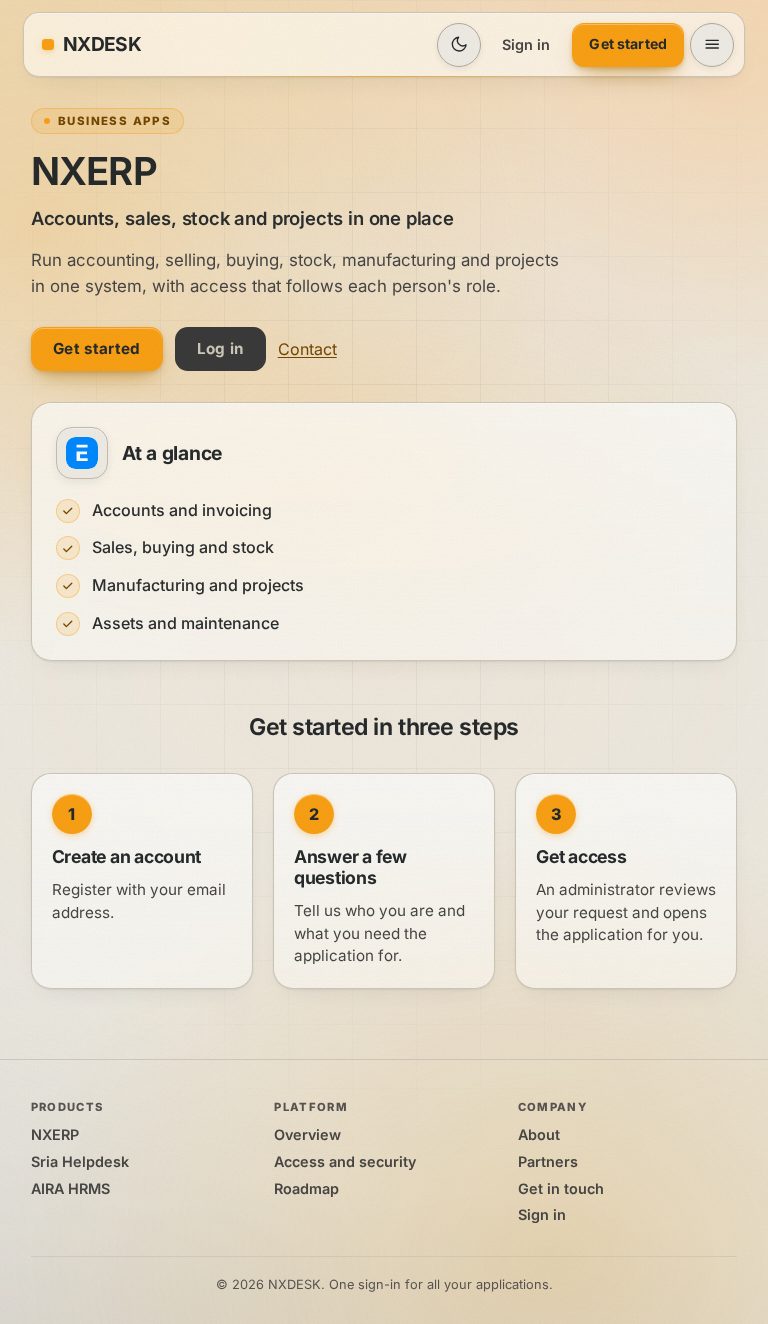 NXDESK
Sign in
Get started
BUSINESS APPS
NXERP
Accounts, sales, stock and projects in one place
Run accounting, selling, buying, stock, manufacturing and projects
in one system, with access that follows each person's role.
Get started
Log in
Contact
E
At a glance
Accounts and invoicing
Sales, buying and stock
Manufacturing and projects
Assets and maintenance
Get started in three steps
1
Create an account
Register with your email
address.
2
Answer a few
questions
Tell us who you are and
what you need the
application for.
3
Get access
An administrator reviews
your request and opens
the application for you.
PRODUCTS
NXERP
Sria Helpdesk
AIRA HRMS
PLATFORM
Overview
Access and security
Roadmap
COMPANY
About
Partners
Get in touch
Sign in
© 2026 NXDESK. One sign-in for all your applications.